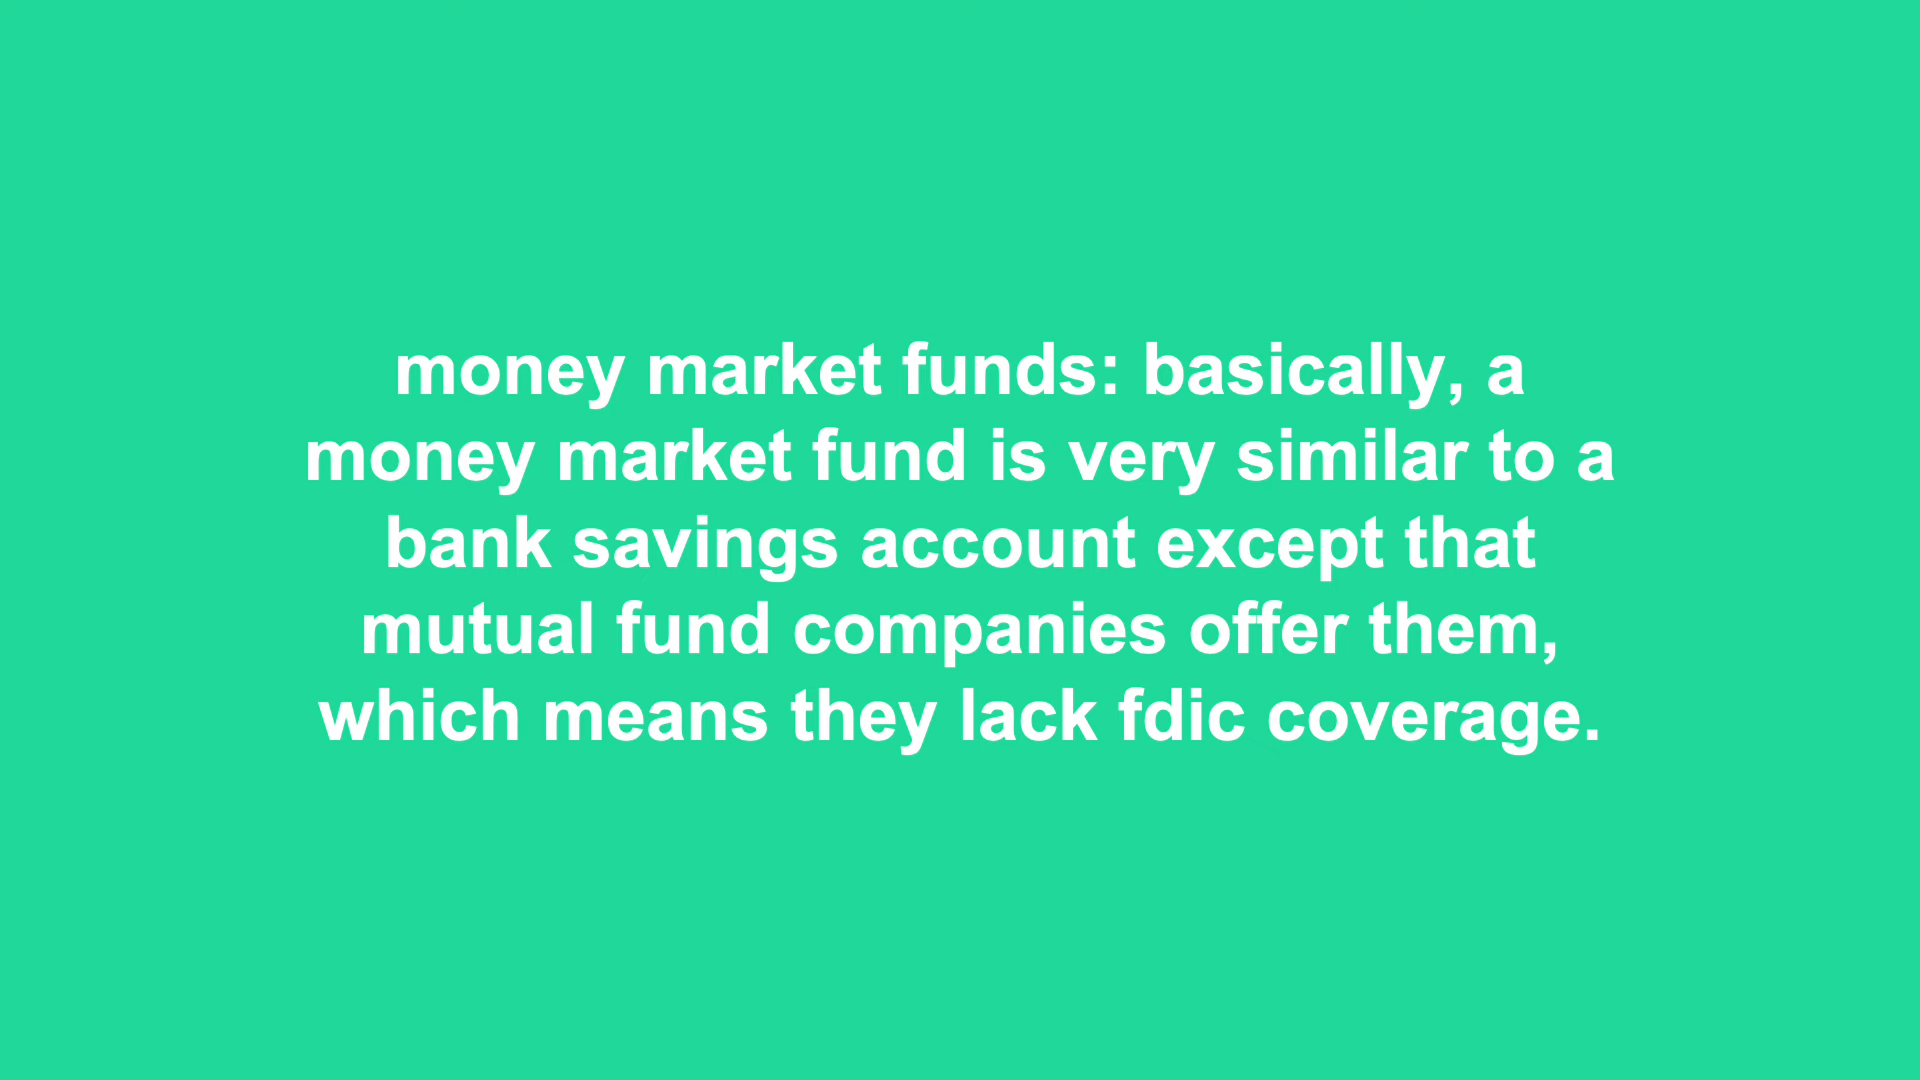 money market funds: basically, a
money market fund is very similar to a
bank savings account except that
mutual fund companies offer them,
which means they lack fdic coverage.